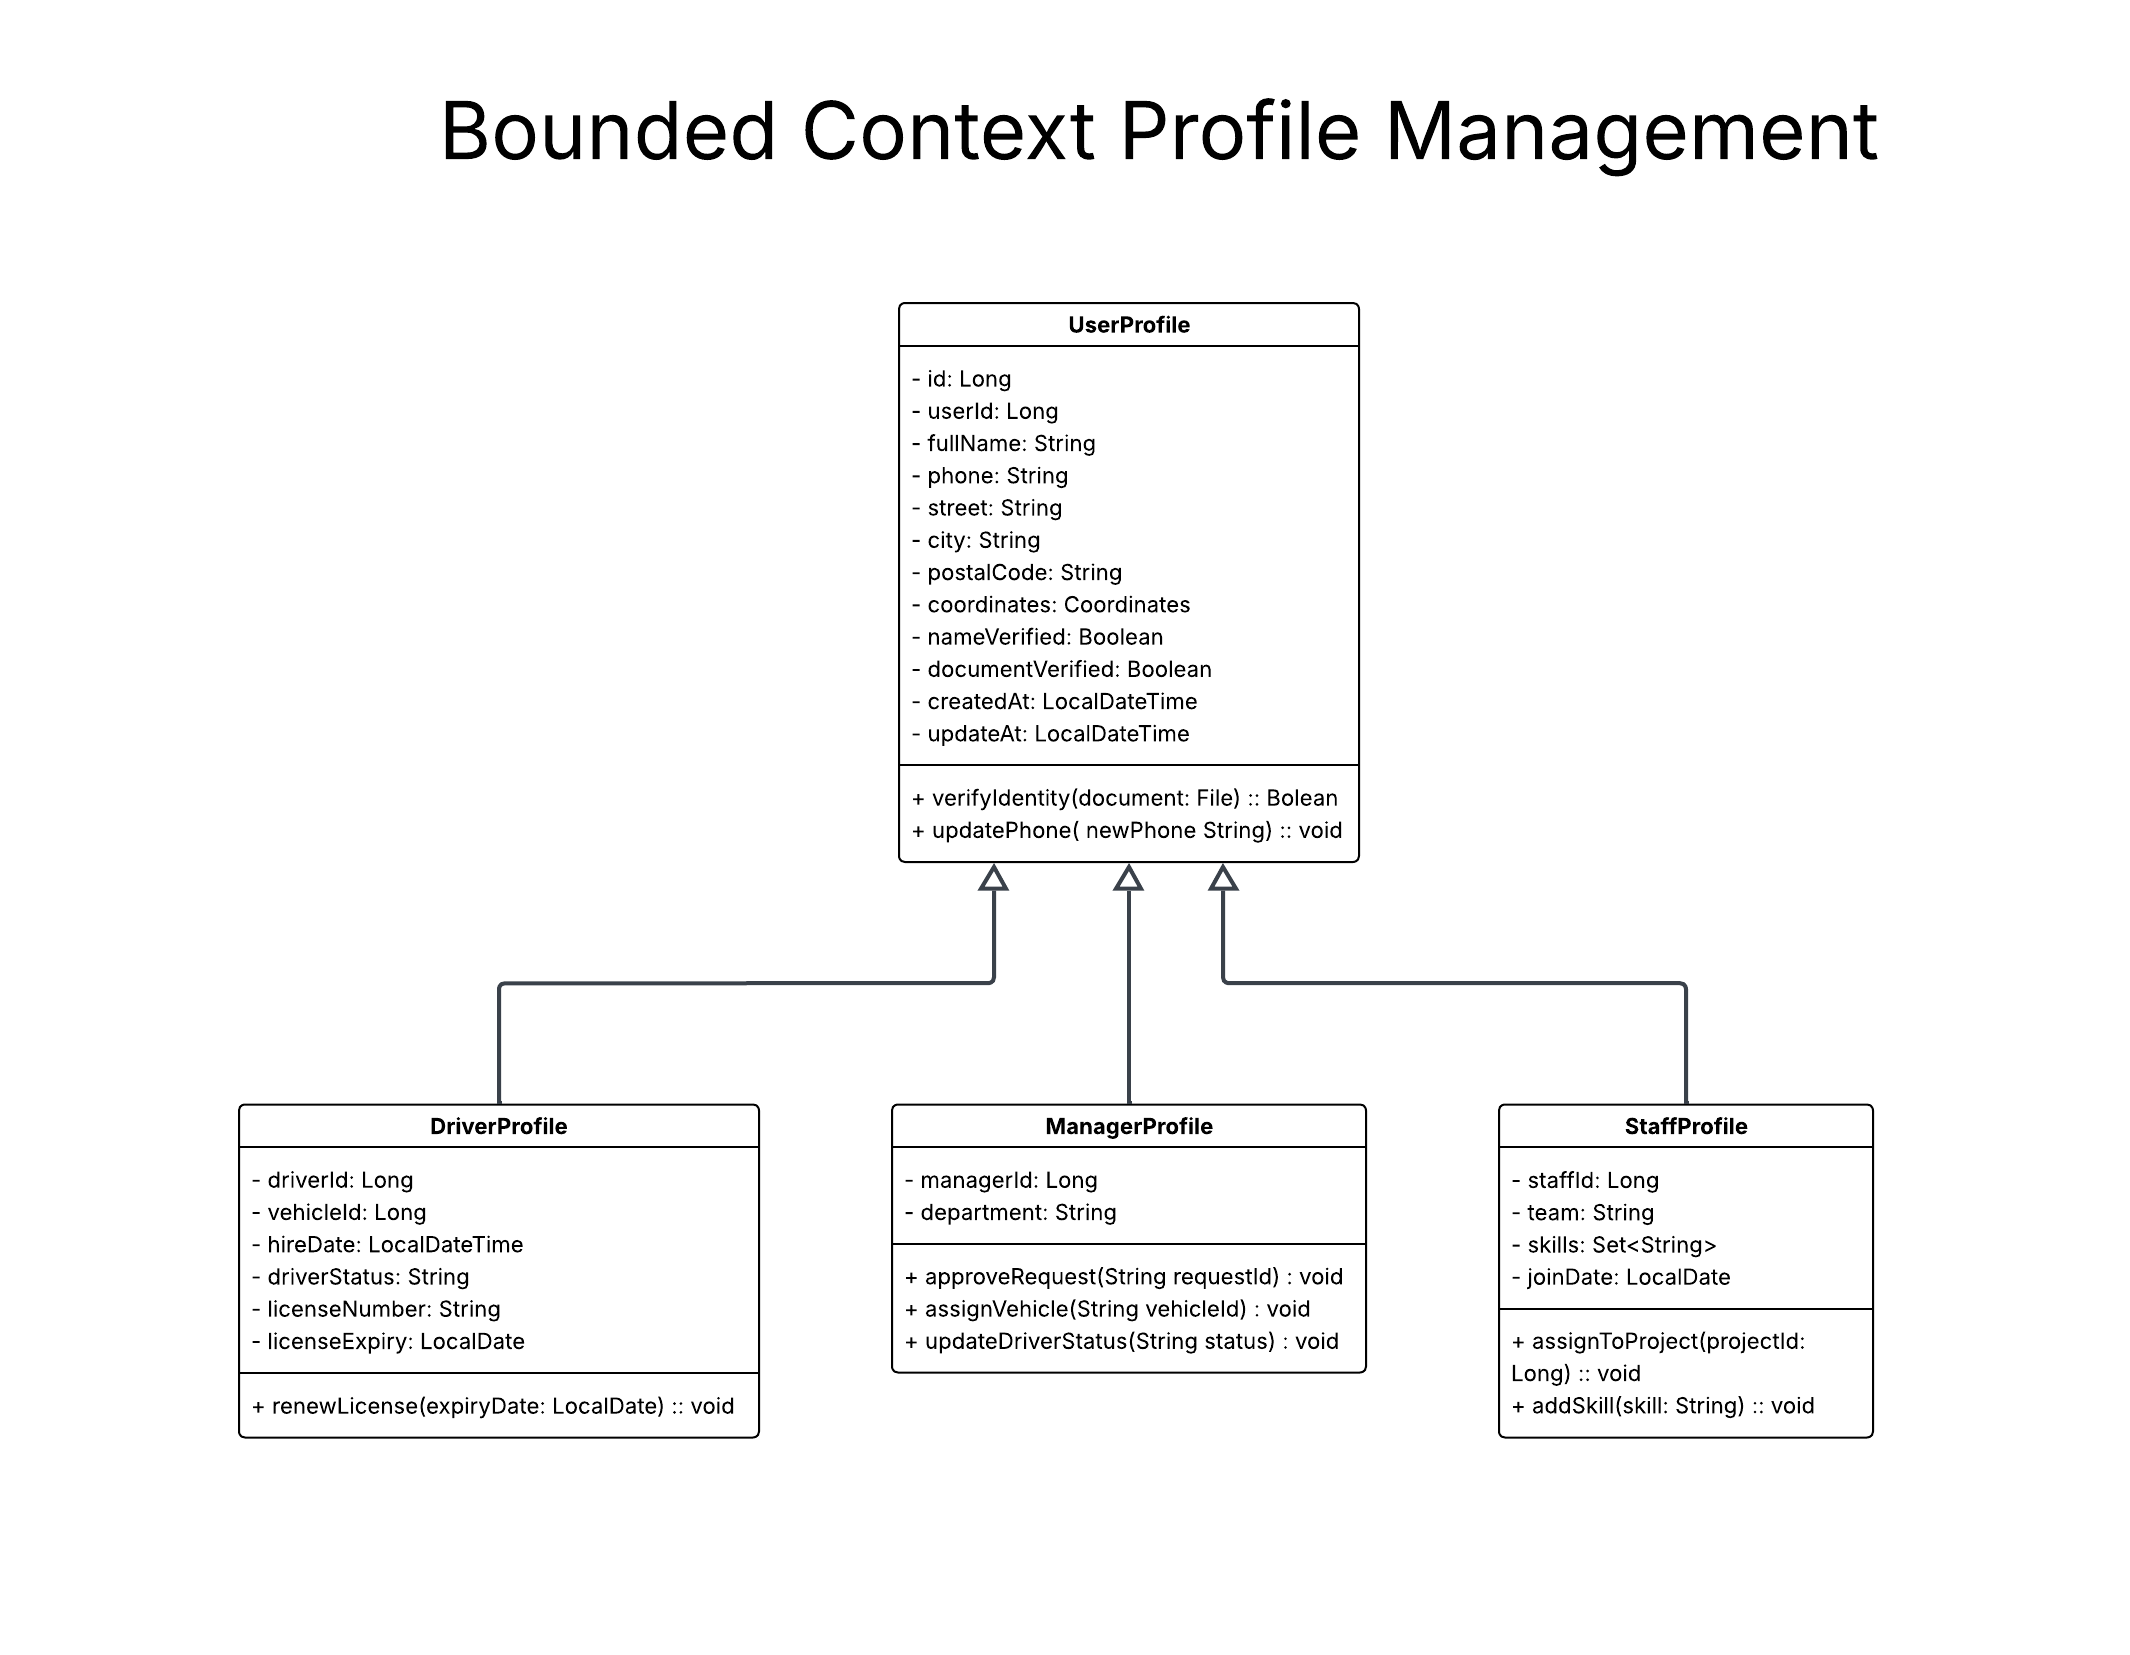 Bounded Context Profile Management
UserProfile
- id: Long
- userId: Long
- fullName: String
- phone: String
- street: String
- city: String
- postalCode: String
- coordinates: Coordinates
- nameVerified: Boolean
- documentVerified: Boolean
- createdAt: LocalDateTime
- updateAt: LocalDateTime
+ verifyIdentity(document: File) :: Bolean
+ updatePhone( newPhone String) :: void
DriverProfile
- driverId: Long
- vehicleId: Long
- hireDate: LocalDateTime
- driverStatus: String
- licenseNumber: String
- licenseExpiry: LocalDate
+ renewLicense(expiryDate: LocalDate) :: void
ManagerProfile
- managerId: Long
- department: String
+ approveRequest(String requestId) : void
+ assignVehicle(String vehicleId) : void
+ updateDriverStatus(String status) : void
StaffProfile
- staffId: Long
- team: String
- skills: Set<String>
- joinDate: LocalDate
+ assignToProject(projectId:
Long) :: void
+ addSkill(skill: String) :: void